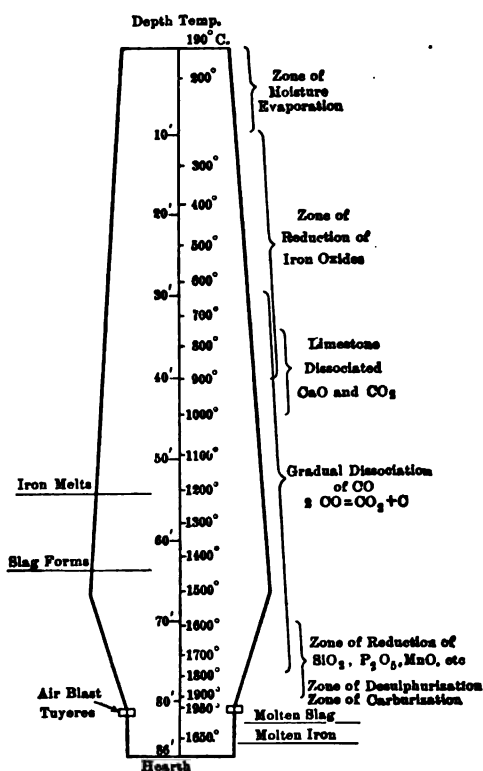 Depth Temp.
190° C.
200°
Zone of
Moisture
Evaporation
10'
300°
400°
20'
Zone of
Reduction of
Iron Oxides
500°
600°
30'
700°
800°
Limestone
Dissociated
CaO and CO₂
40'
900°
1000°
50'
1100°
Gradual Dissociation
of CO
2 CO = CO₂ + C
Iron Melts
1200°
1300°
60'
1400°
Slag Forms
1500°
70'
1600°
Zone of Reduction of
SiO₂, P₂O₅, MnO, etc
1700°
1800°
Zone of Desulphurization
Zone of Carburization
Air Blast
Tuyeres
80'
1900°
1950°
Molten Slag
Molten Iron
1650°
86'
Hearth